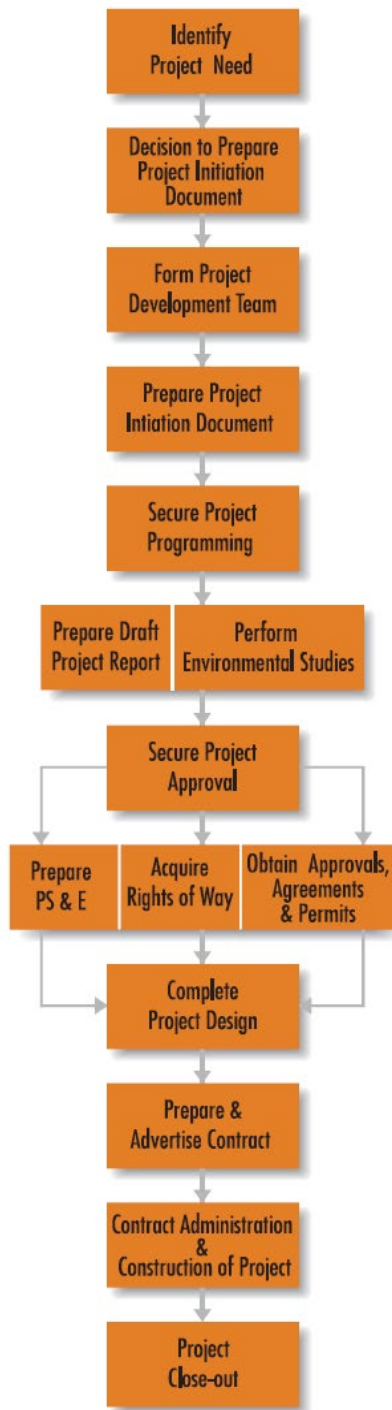 Identify
Project Need
Decision to Prepare
Project Initiation
Document
Form Project
Development Team
Prepare Project
Intiation Document
Secure Project
Programming
Prepare Draft
Project Report
Perform
Environmental Studies
Secure Project
Approval
Prepare
PS & E
Acquire
Rights of Way
Obtain Approvals,
Agreements
& Permits
Complete
Project Design
Prepare &
Advertise Contract
Contract Administration
&
Construction of Project
Project
Close-out